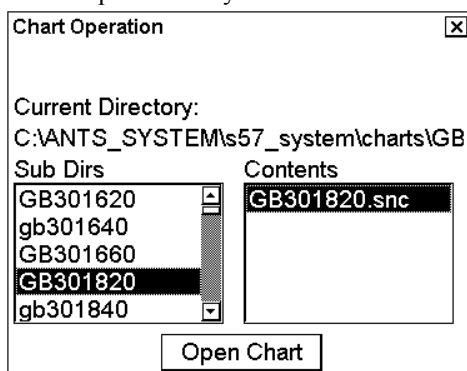 Chart Operation
Current Directory:
C:\ANTS_SYSTEM\s57_system\charts\GB
Sub Dirs Contents
GB301620 GB301820.snc
gb301640
GB301660
GB301820
gb301840
Open Chart